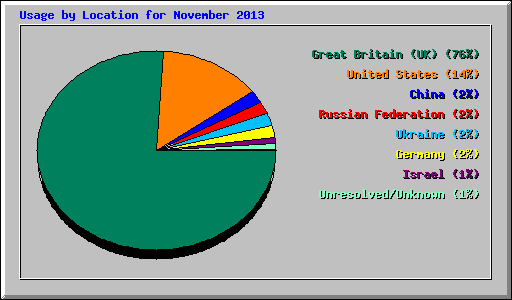 Usage by Location for November 2013
Great Britain (UK) (76%)
United States (14%)
China (2%)
Russian Federation (2%)
Ukraine (2%)
Germany (2%)
Israel (1%)
Unresolved/Unknown (1%)